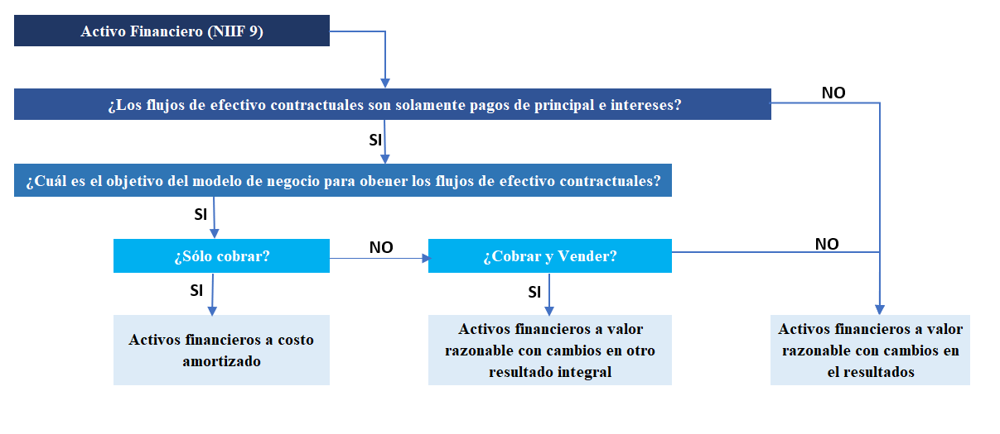 Activo Financiero (NIIF 9)
¿Los flujos de efectivo contractuales son solamente pagos de principal e intereses?
NO
SI
¿Cuál es el objetivo del modelo de negocio para obener los flujos de efectivo contractuales?
SI
¿Sólo cobrar?
NO
¿Cobrar y Vender?
NO
SI
SI
Activos financieros a costo
amortizado
Activos financieros a valor
razonable con cambios en otro
resultado integral
Activos financieros a valor
razonable con cambios en
el resultados